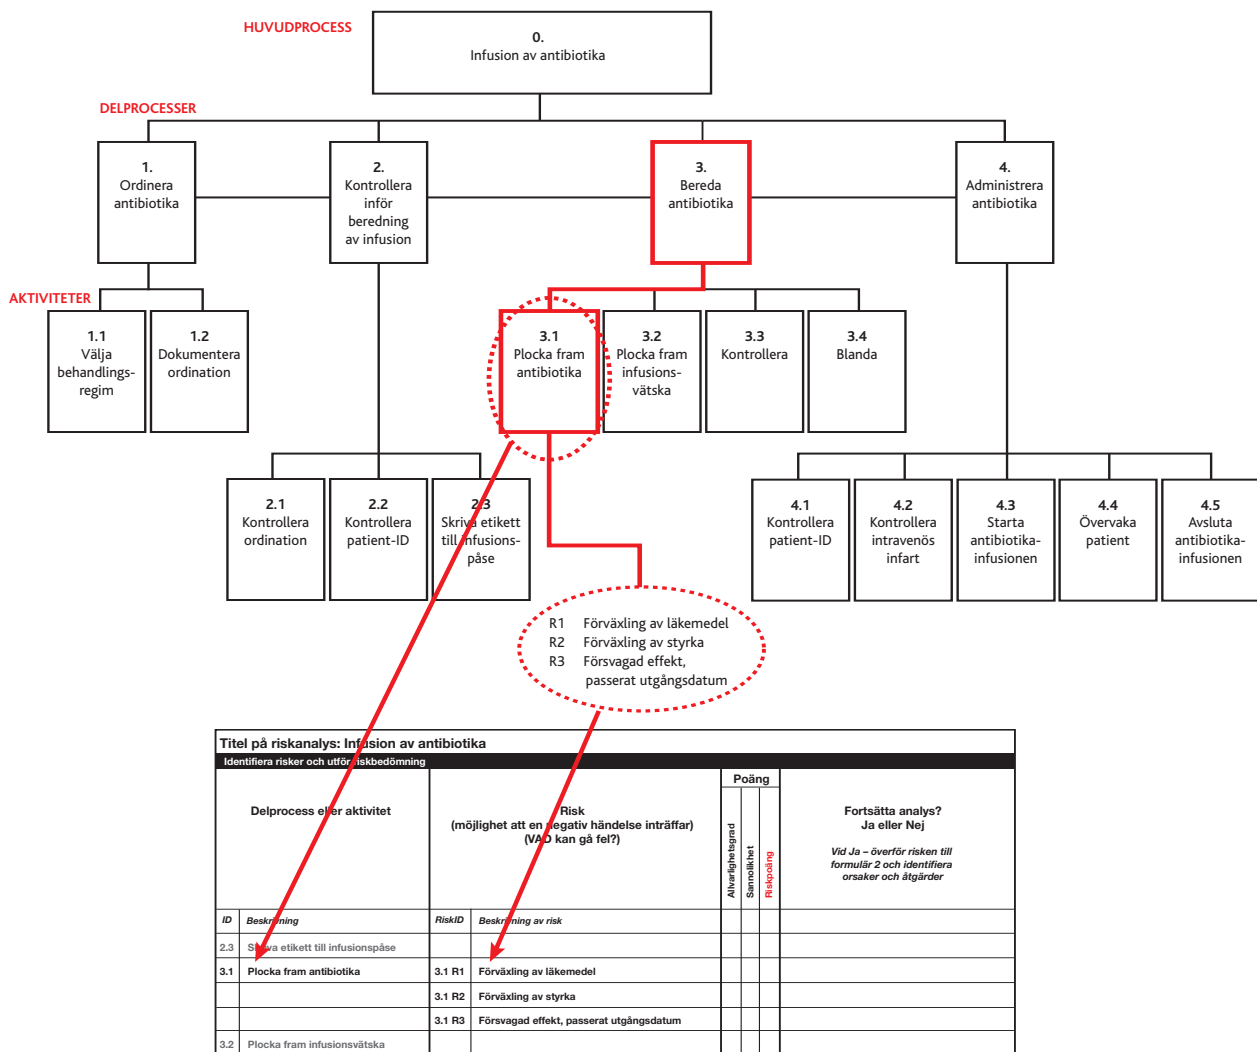 HUVUDPROCESS
0.
Infusion av antibiotika
DELPROCESSER
1.
Ordinera
antibiotika
2.
Kontrollera
inför
beredning
av infusion
3.
Bereda
antibiotika
4.
Administrera
antibiotika
AKTIVITETER
1.1
Välja
behandlings-
regim
1.2
Dokumentera
ordination
3.1
Plocka fram
antibiotika
3.2
Plocka fram
infusions-
vätska
3.3
Kontrollera
3.4
Blanda
2.1
Kontrollera
ordination
2.2
Kontrollera
patient-ID
2.3
Skriva etikett
till infusions-
påse
4.1
Kontrollera
patient-ID
4.2
Kontrollera
intravenös
infart
4.3
Starta
antibiotika-
infusionen
4.4
Övervaka
patient
4.5
Avsluta
antibiotika-
infusionen
R1 Förväxling av läkemedel
R2 Förväxling av styrka
R3 Försvagad effekt,
passerat utgångsdatum
Titel på riskanalys: Infusion av antibiotika
Identifiera risker och utför riskbedömning
Delprocess eller aktivitet
Risk
(möjlighet att en negativ händelse inträffar)
(VAD kan gå fel?)
Poäng
Allvarlighetsgrad
Sannolikhet
Riskpoäng
Fortsätta analys?
Ja eller Nej
Vid Ja – överför risken till
formulär 2 och identifiera
orsaker och åtgärder
ID Beskrivning RiskID Beskrivning av risk
2.3 Skriva etikett till infusionspåse
3.1 Plocka fram antibiotika 3.1 R1 Förväxling av läkemedel
3.1 R2 Förväxling av styrka
3.1 R3 Försvagad effekt, passerat utgångsdatum
3.2 Plocka fram infusionsvätska